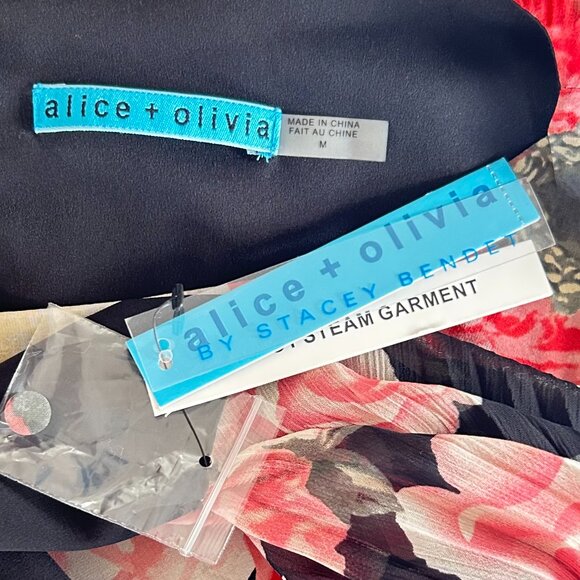 alice + olivia
MADE IN CHINA
FAIT AU CHINE
M
alice + olivia
BY STACEY BENDET
STEAM GARMENT